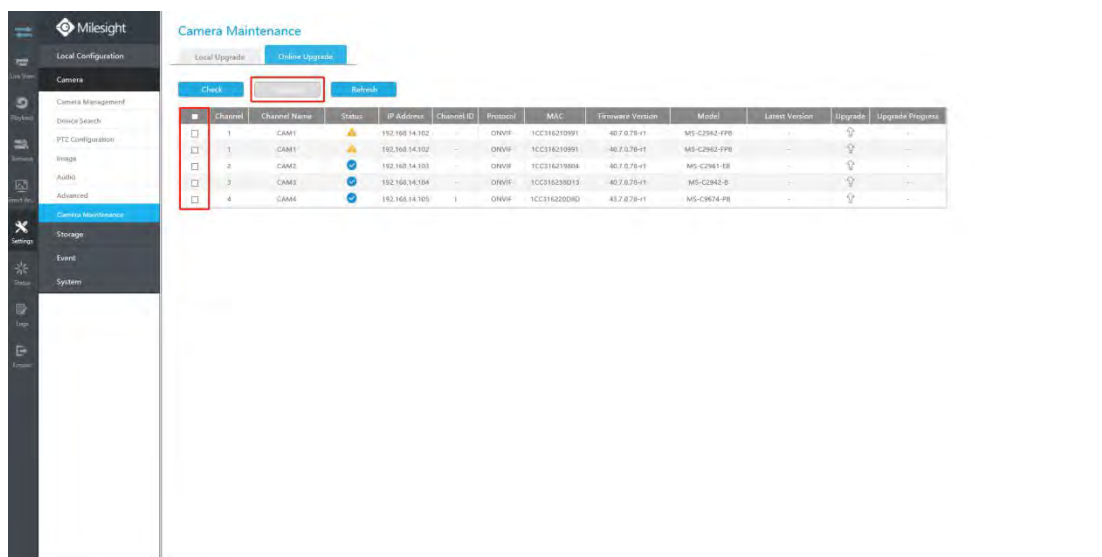 Milesight
Camera Maintenance
Local Configuration
Local Upgrade Online Upgrade
Camera
Check Refresh
Camera Management
Device Search
PTZ Configuration
Image
Audio
Advanced
Camera Maintenance
Storage
Event
System
Live View
Playback
Settings
Status
Logs
Channel Channel Name Status IP Address Channel ID Protocol MAC Firmware Version Model Latest Version Upgrade Upgrade Progress
1 CAM1 192.168.14.102 - ONVIF 1CC316210991 40.7.0.78-r1 MS-C2962-FPB - -
1 CAM1 192.168.14.102 - ONVIF 1CC316210991 40.7.0.78-r1 MS-C2962-FPB - -
2 CAM2 192.168.14.103 - ONVIF 1CC316219804 40.7.0.78-r1 - -
3 CAM3 192.168.14.104 - ONVIF 40.7.0.78-r1 MS-C2942-B - -
4 CAM4 192.168.14.105 1 ONVIF 43.7.0.78-r1 MS-C9674-PB - -